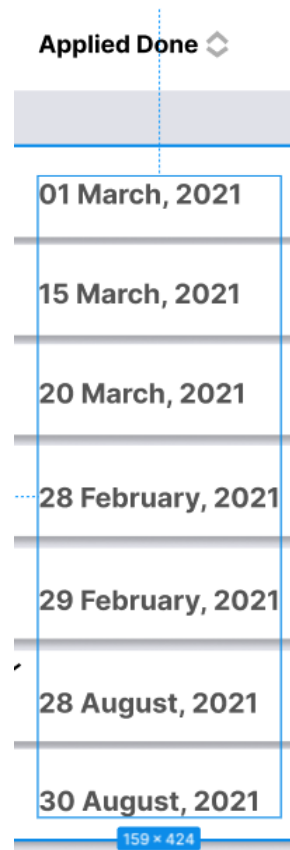 Applied Done
01 March, 2021
15 March, 2021
20 March, 2021
28 February, 2021
29 February, 2021
28 August, 2021
30 August, 2021
159 × 424